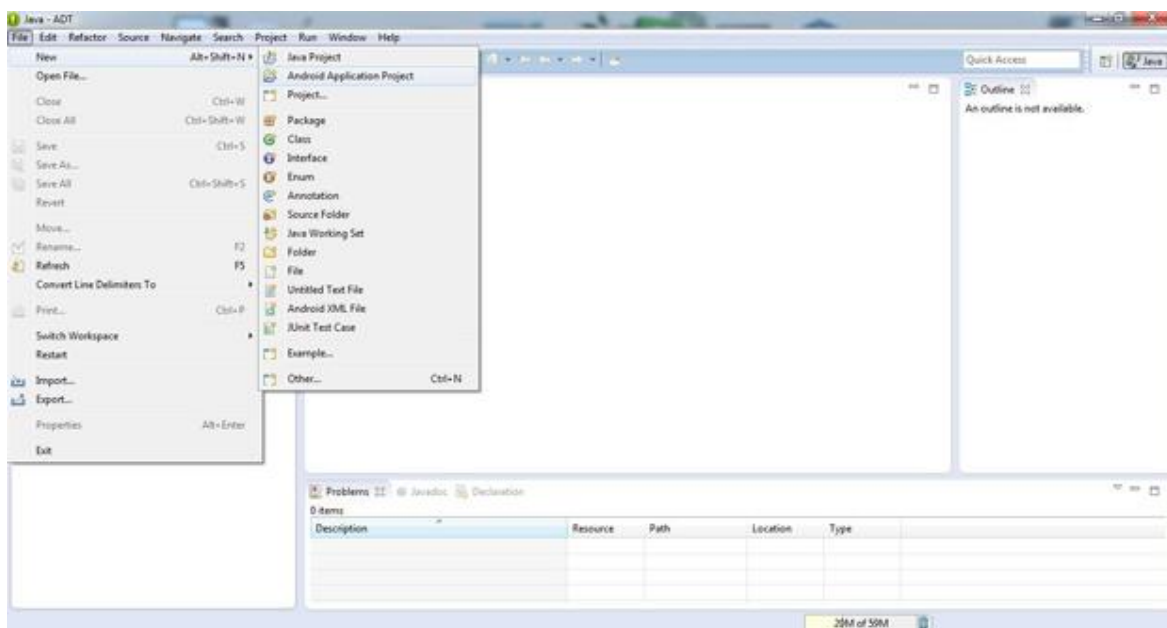 Java - ADT
File Edit Refactor Source Navigate Search Project Run Window Help
New Alt+Shift+N
Open File...
Close Ctrl+W
Close All Ctrl+Shift+W
Save Ctrl+S
Save As...
Save All Ctrl+Shift+S
Revert
Move...
Rename... F2
Refresh F5
Convert Line Delimiters To
Print... Ctrl+P
Switch Workspace
Restart
Import...
Export...
Properties Alt+Enter
Exit
Java Project
Android Application Project
Project...
Package
Class
Interface
Enum
Annotation
Source Folder
Java Working Set
Folder
File
Untitled Text File
Android XML File
JUnit Test Case
Example...
Other... Ctrl+N
Quick Access
Java
Outline
An outline is not available.
Problems Javadoc Declaration
0 items
Description Resource Path Location Type
20M of 59M